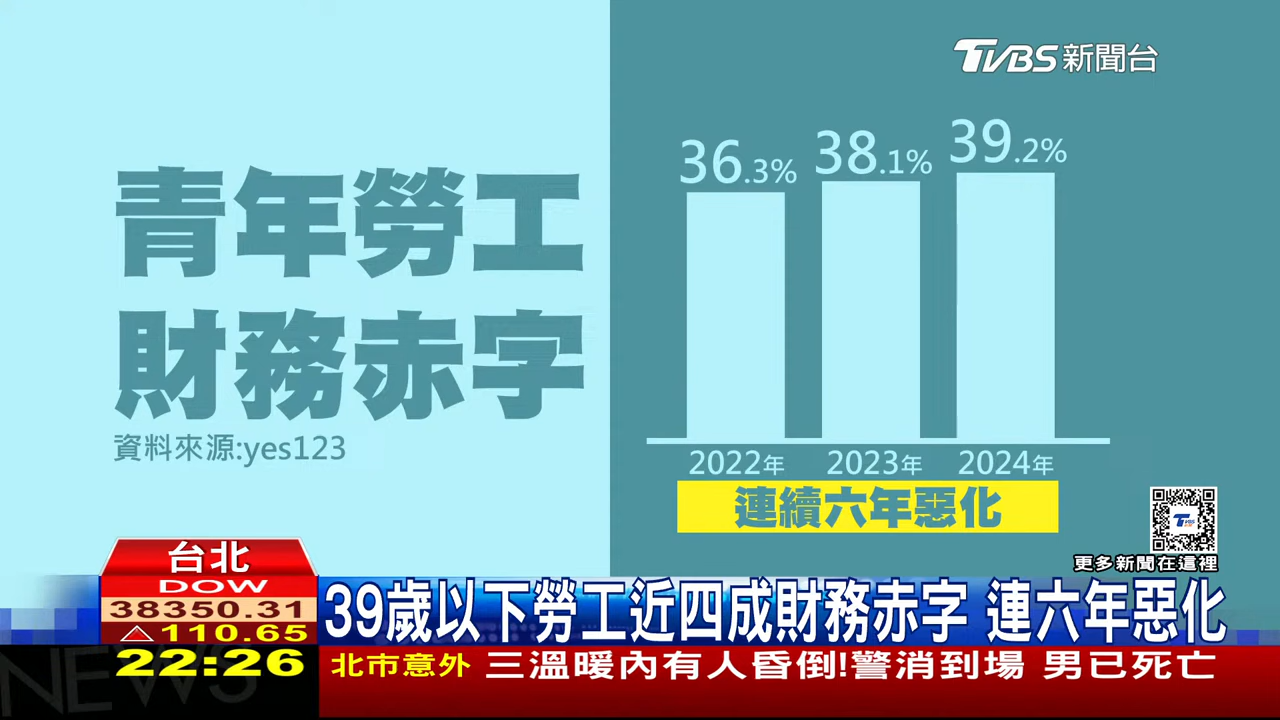 TVBS新聞台
青年勞工
財務赤字
資料來源:yes123
36.3%
38.1%
39.2%
2022年
2023年
2024年
連續六年惡化
TVBS
更多新聞在這裡
台北
DOW
38350.31
△110.65
22:26
39歲以下勞工近四成財務赤字 連六年惡化
北市意外 三溫暖內有人昏倒!警消到場 男已死亡
NEWS